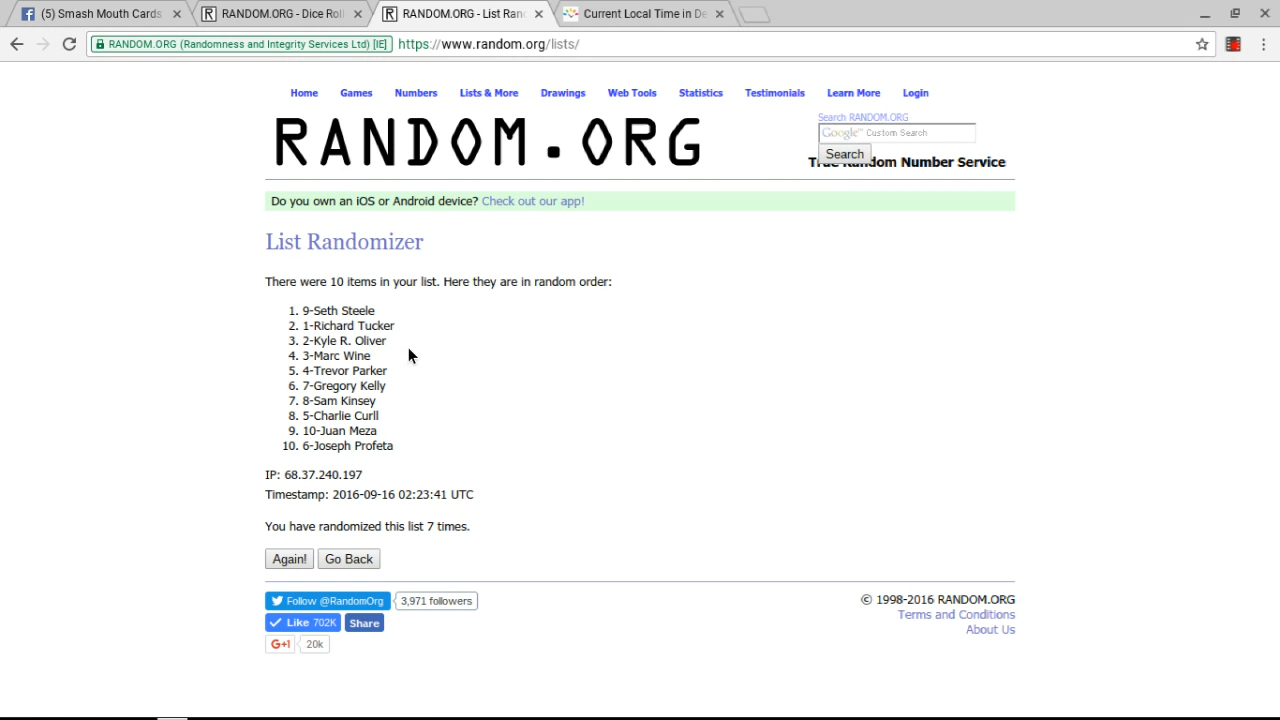 (5) Smash Mouth Cards
RANDOM.ORG - Dice Roll
RANDOM.ORG - List Ran
Current Local Time in De
RANDOM.ORG (Randomness and Integrity Services Ltd) [IE] https://www.random.org/lists/
Home Games Numbers Lists & More Drawings Web Tools Statistics Testimonials Learn More Login
RANDOM.ORG
Search RANDOM.ORG
Google™ Custom Search
Search
True Random Number Service
Do you own an iOS or Android device? Check out our app!
List Randomizer
There were 10 items in your list. Here they are in random order:
1. 9-Seth Steele
2. 1-Richard Tucker
3. 2-Kyle R. Oliver
4. 3-Marc Wine
5. 4-Trevor Parker
6. 7-Gregory Kelly
7. 8-Sam Kinsey
8. 5-Charlie Curll
9. 10-Juan Meza
10. 6-Joseph Profeta
IP: 68.37.240.197
Timestamp: 2016-09-16 02:23:41 UTC
You have randomized this list 7 times.
Again! Go Back
Follow @RandomOrg 3,971 followers
Like 702K Share
G+1 20k
© 1998-2016 RANDOM.ORG
Terms and Conditions
About Us